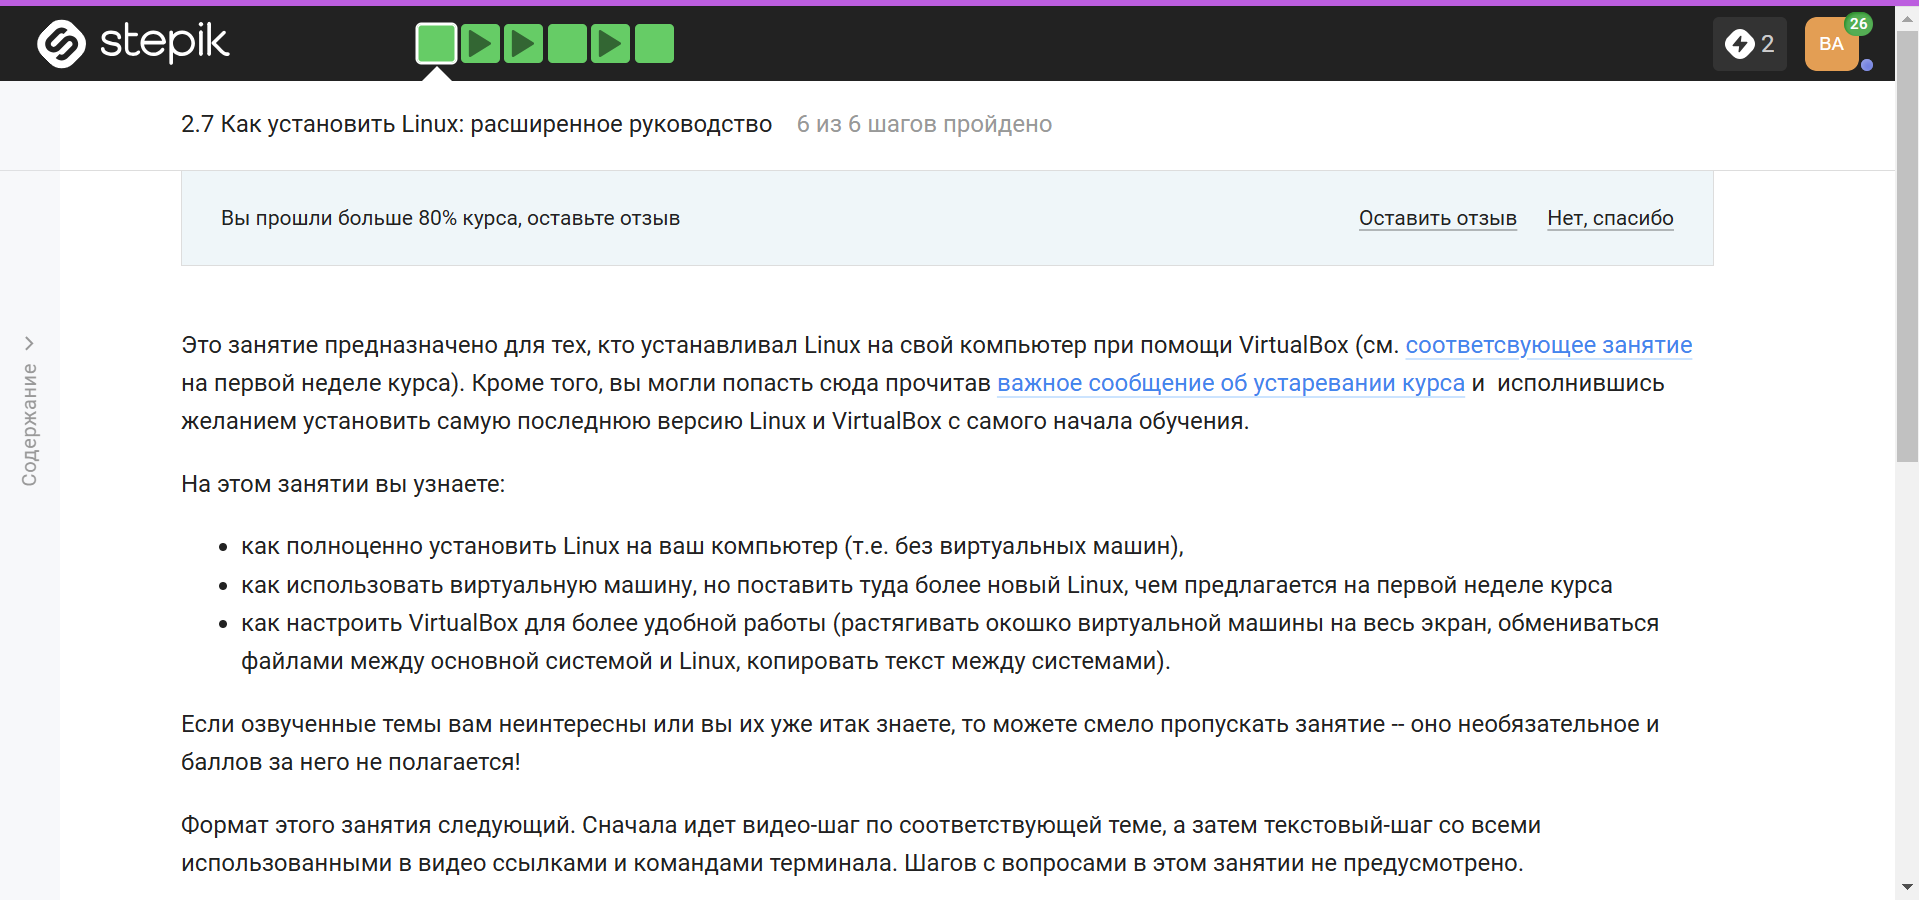 stepik
2
BA
26
2.7 Как установить Linux: расширенное руководство 6 из 6 шагов пройдено
Вы прошли больше 80% курса, оставьте отзыв Оставить отзыв Нет, спасибо
Содержание
Это занятие предназначено для тех, кто устанавливал Linux на свой компьютер при помощи VirtualBox (см. соответсвующее занятие
на первой неделе курса). Кроме того, вы могли попасть сюда прочитав важное сообщение об устаревании курса и исполнившись
желанием установить самую последнюю версию Linux и VirtualBox с самого начала обучения.
На этом занятии вы узнаете:
• как полноценно установить Linux на ваш компьютер (т.е. без виртуальных машин),
• как использовать виртуальную машину, но поставить туда более новый Linux, чем предлагается на первой неделе курса
• как настроить VirtualBox для более удобной работы (растягивать окошко виртуальной машины на весь экран, обмениваться
файлами между основной системой и Linux, копировать текст между системами).
Если озвученные темы вам неинтересны или вы их уже итак знаете, то можете смело пропускать занятие -- оно необязательное и
баллов за него не полагается!
Формат этого занятия следующий. Сначала идет видео-шаг по соответствующей теме, а затем текстовый-шаг со всеми
использованными в видео ссылками и командами терминала. Шагов с вопросами в этом занятии не предусмотрено.